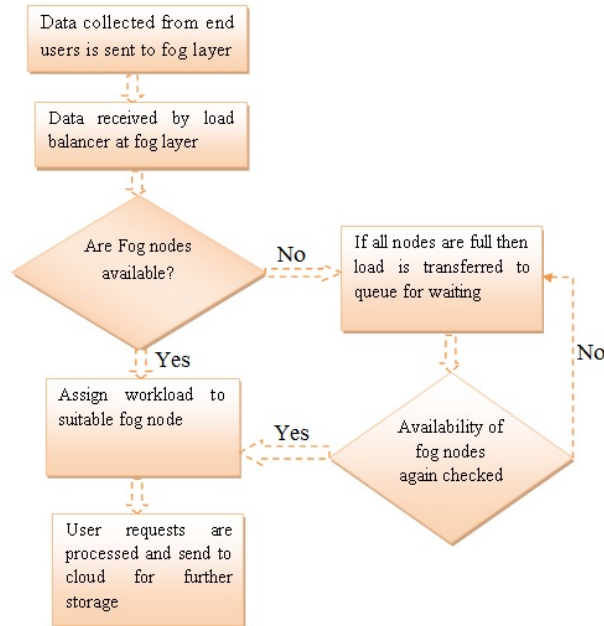 Data collected from end
users is sent to fog layer
Data received by load
balancer at fog layer
Are Fog nodes
available?
No
If all nodes are full then
load is transferred to
queue for waiting
No
Yes
Assign workload to
suitable fog node
Yes
Availability of
fog nodes
again checked
User requests are
processed and send to
cloud for further
storage